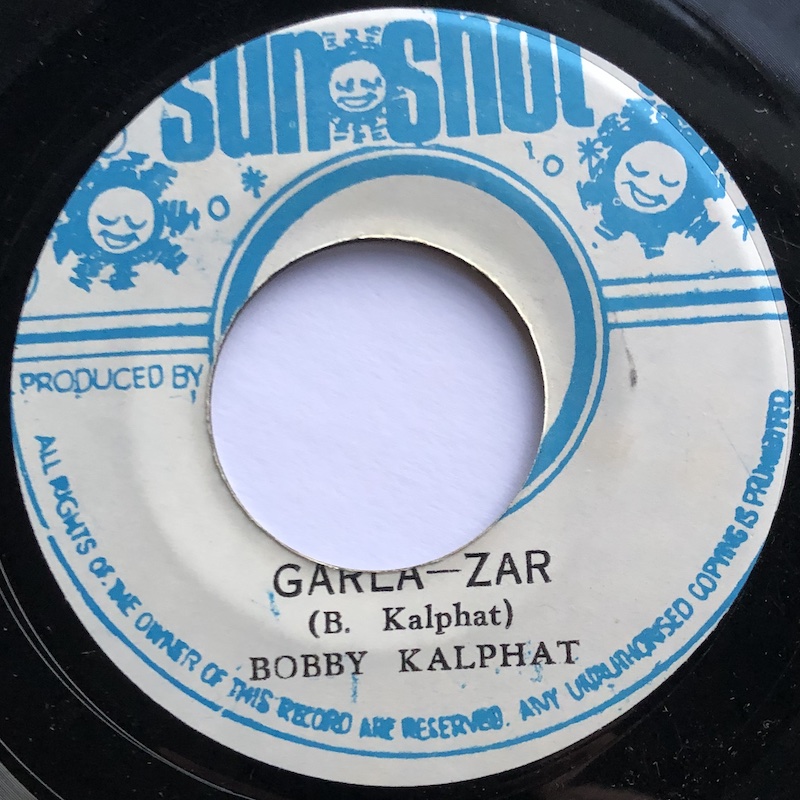 sun shot
PRODUCED BY
GARLA—ZAR
(B. Kalphat)
BOBBY KALPHAT
ALL RIGHTS OF THE OWNER OF THIS RECORD ARE RESERVED. ANY UNAUTHORISED COPYING IS PROHIBITED